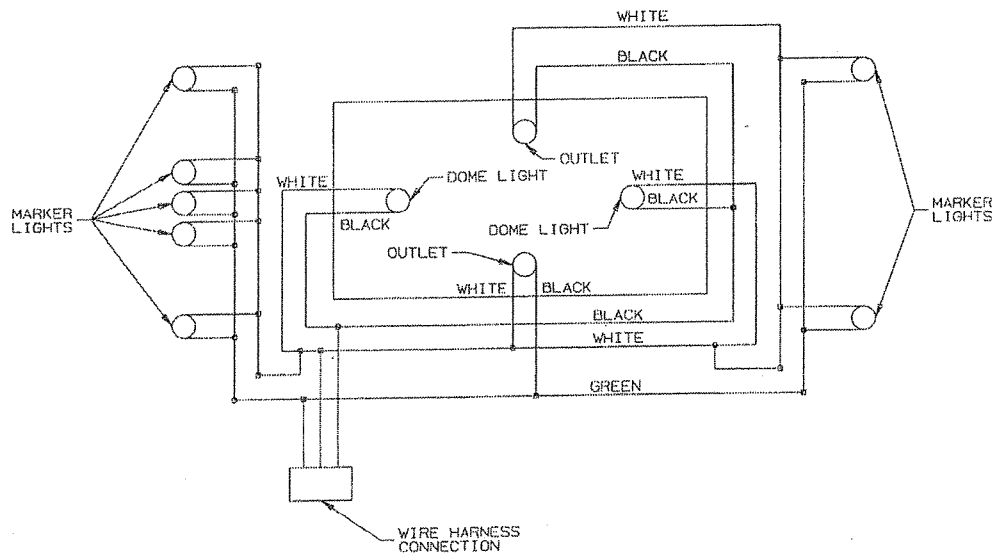 WHITE
BLACK
OUTLET
DOME LIGHT
WHITE
WHITE
BLACK
BLACK
MARKER
LIGHTS
DOME LIGHT
MARKER
LIGHTS
OUTLET
WHITE
BLACK
BLACK
WHITE
GREEN
WIRE HARNESS
CONNECTION